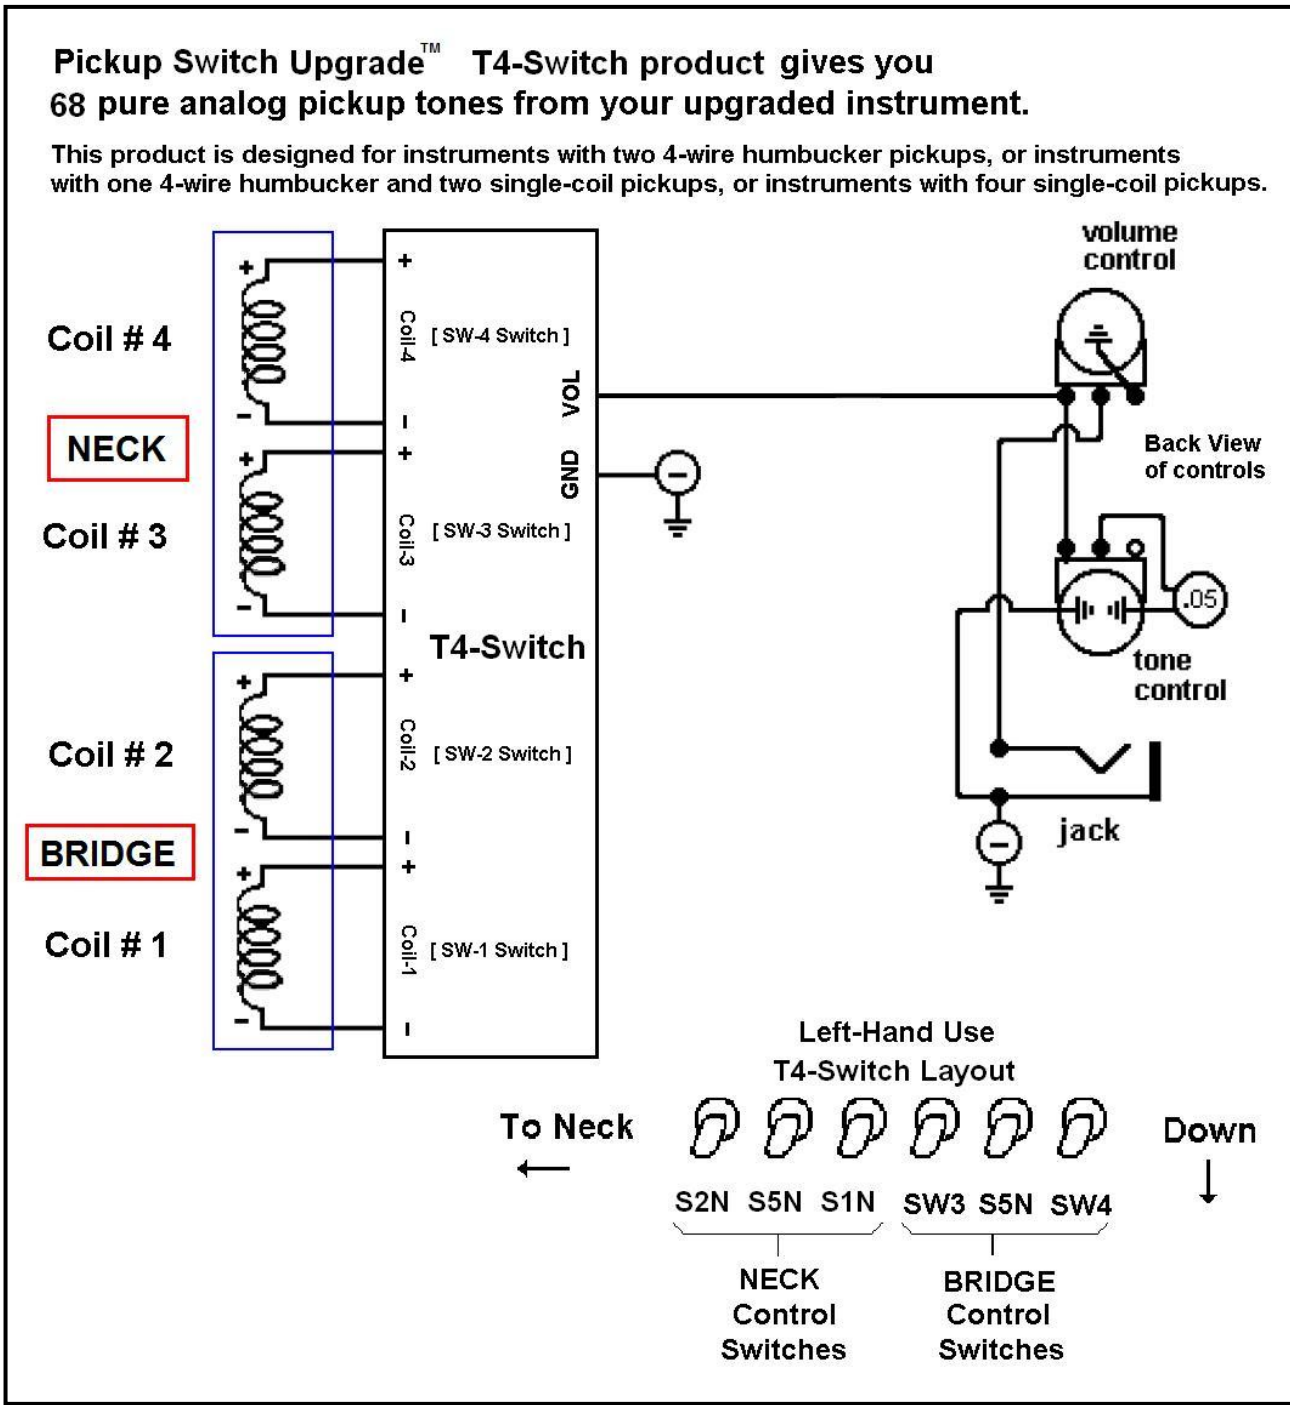 Pickup Switch Upgrade™ T4-Switch product gives you
68 pure analog pickup tones from your upgraded instrument.
This product is designed for instruments with two 4-wire humbucker pickups, or instruments
with one 4-wire humbucker and two single-coil pickups, or instruments with four single-coil pickups.
volume
control
+
+
Coil # 4
Coil-4
[ SW-4 Switch ]
VOL
-
-
NECK
+
+
Back View
of controls
GND
-
Coil # 3
Coil-3
[ SW-3 Switch ]
-
-
.05
T4-Switch
tone
control
+
+
Coil # 2
Coil-2
[ SW-2 Switch ]
-
-
BRIDGE
+
+
jack
-
Coil # 1
Coil-1
[ SW-1 Switch ]
-
-
Left-Hand Use
T4-Switch Layout
To Neck
Down
S2N S5N S1N SW3 S5N SW4
NECK
Control
Switches
BRIDGE
Control
Switches